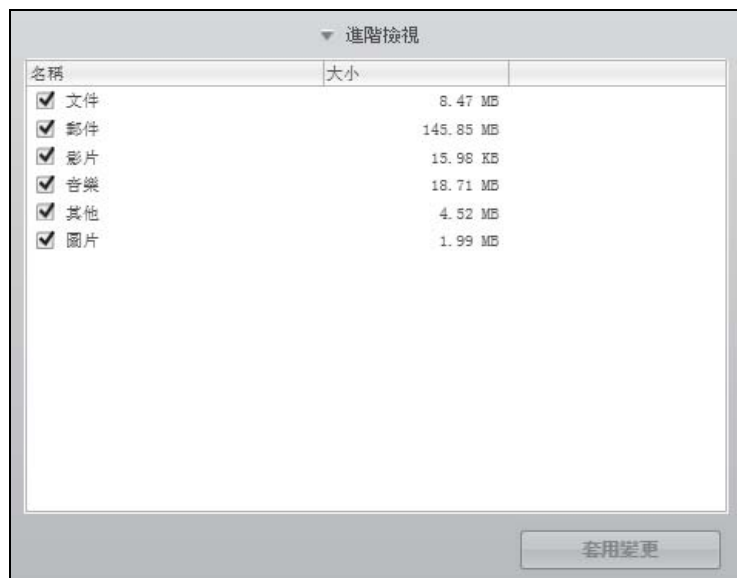 進階檢視
名稱 大小
文件 8.47 MB
郵件 145.85 MB
影片 15.98 KB
音樂 18.71 MB
其他 4.52 MB
圖片 1.99 MB
套用變更